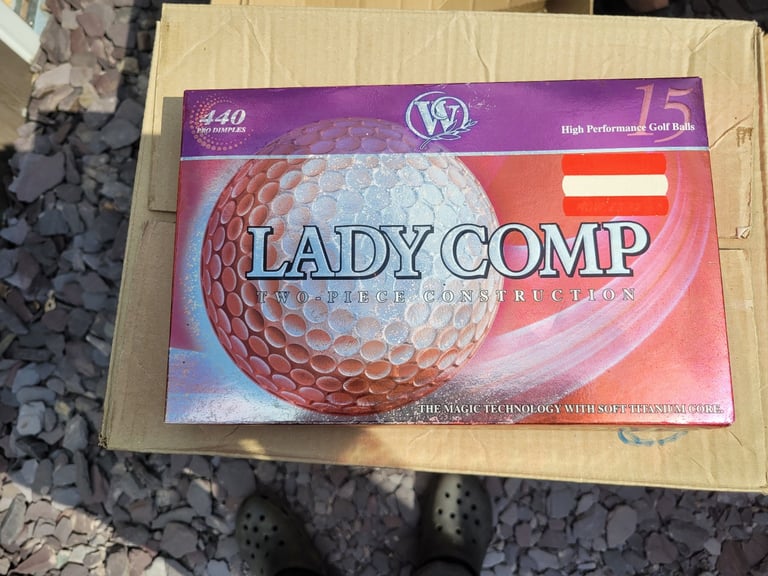 440
PRO DIMPLES
WG
15
High Performance Golf Balls
LADY COMP
TWO-PIECE CONSTRUCTION
THE MAGIC TECHNOLOGY WITH SOFT TITANIUM CORE.